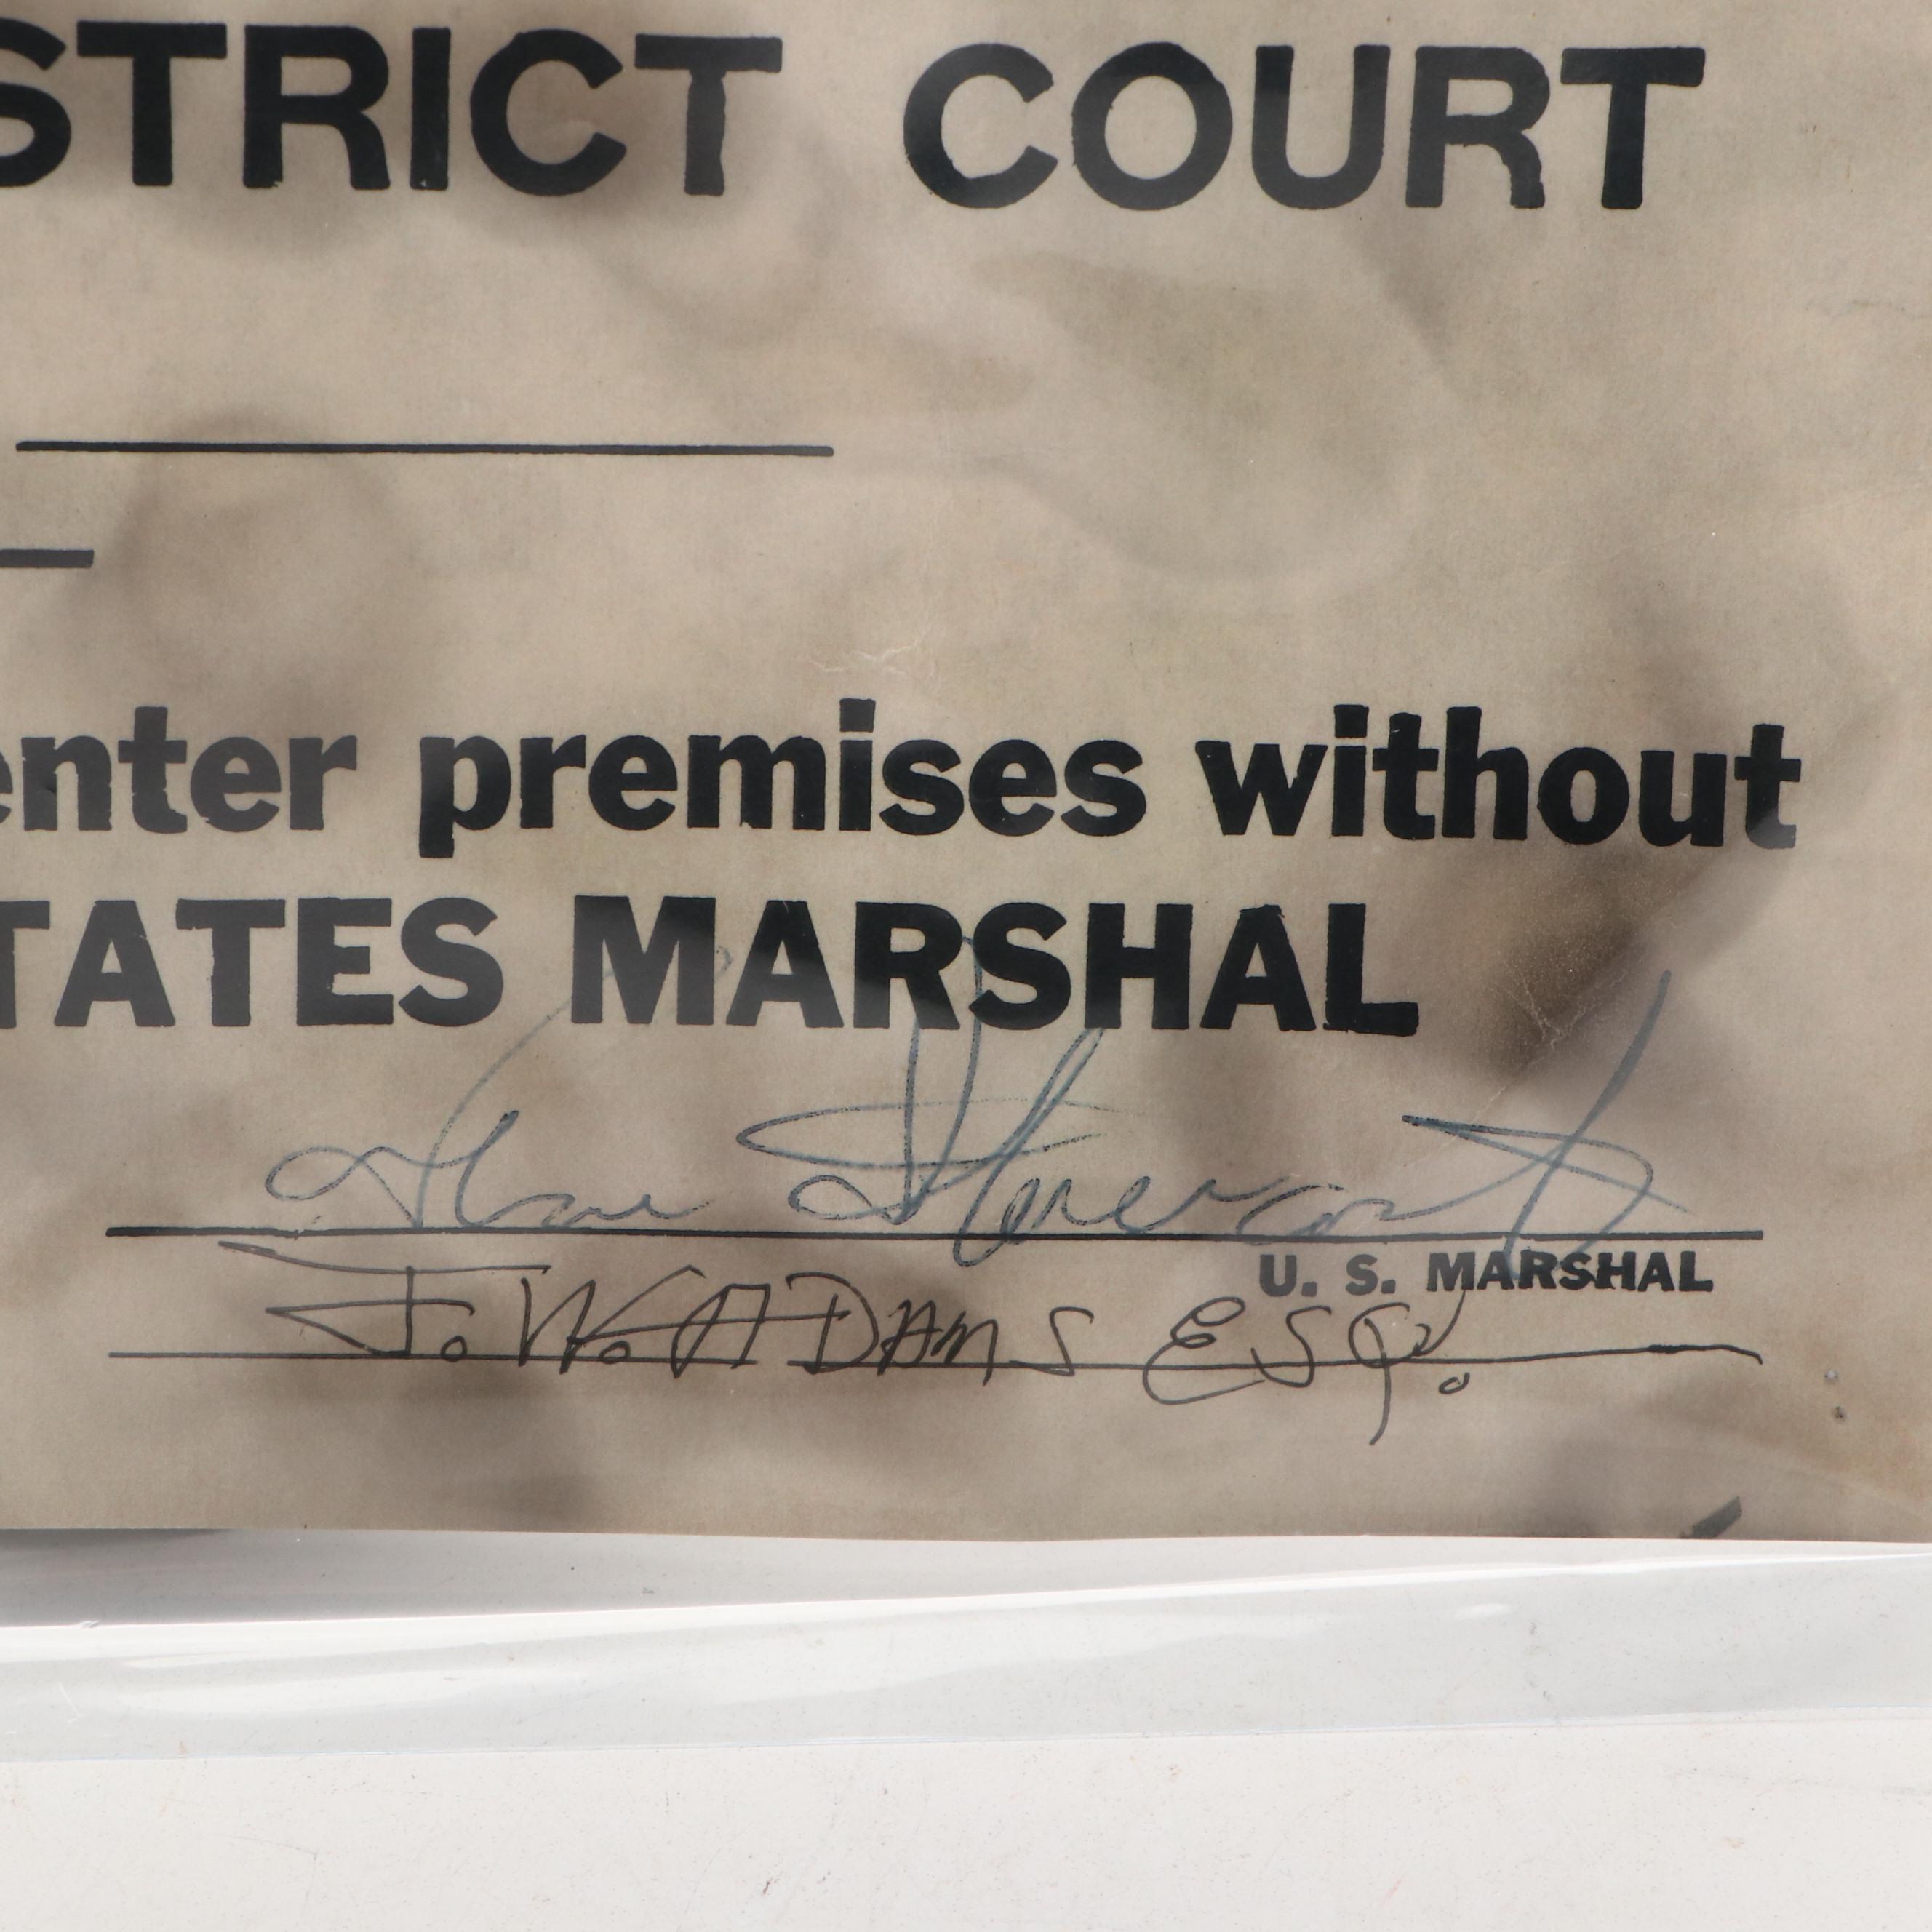 STRICT COURT
enter premises without
TATES MARSHAL
U. S. MARSHAL
J. W. ADAMS ESQ.